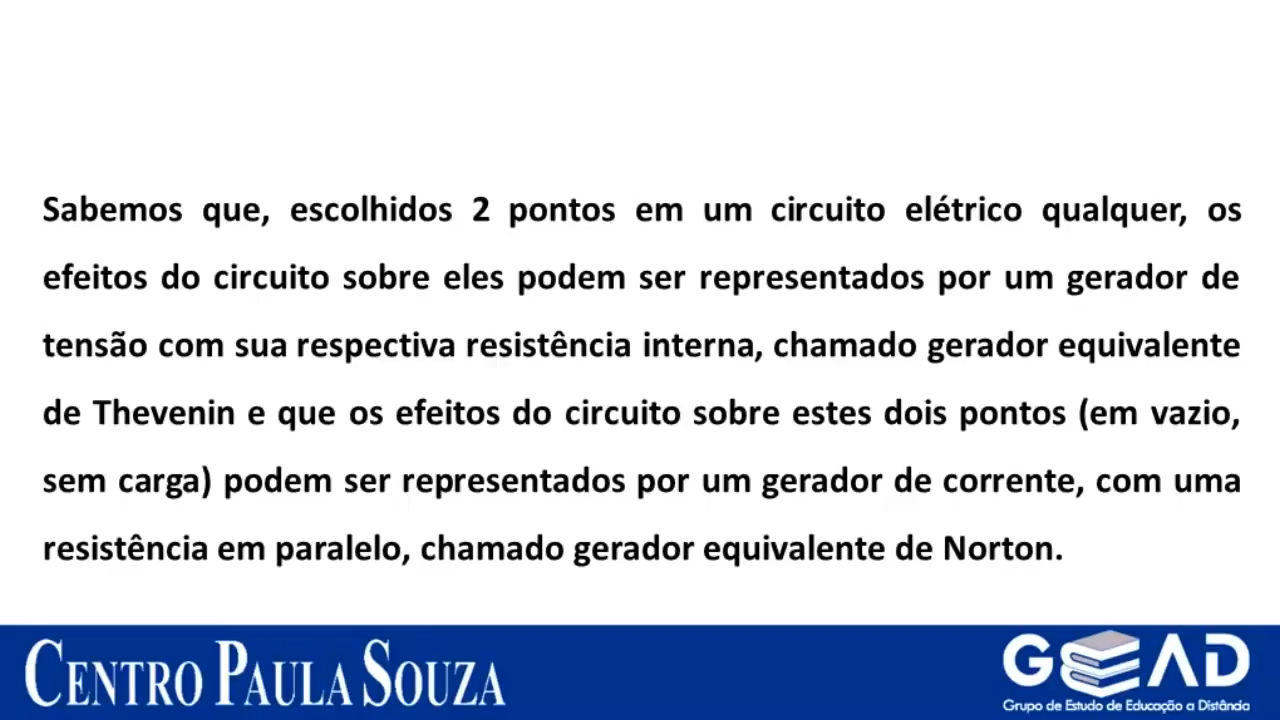 Sabemos que, escolhidos 2 pontos em um circuito elétrico qualquer, os
efeitos do circuito sobre eles podem ser representados por um gerador de
tensão com sua respectiva resistência interna, chamado gerador equivalente
de Thevenin e que os efeitos do circuito sobre estes dois pontos (em vazio,
sem carga) podem ser representados por um gerador de corrente, com uma
resistência em paralelo, chamado gerador equivalente de Norton.
CENTRO PAULA SOUZA
GEAD
Grupo de Estudo de Educação a Distância